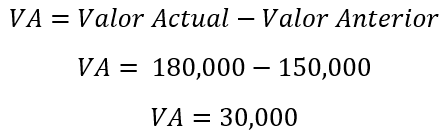 VA = Valor Actual − Valor Anterior
VA = 180,000 − 150,000
VA = 30,000